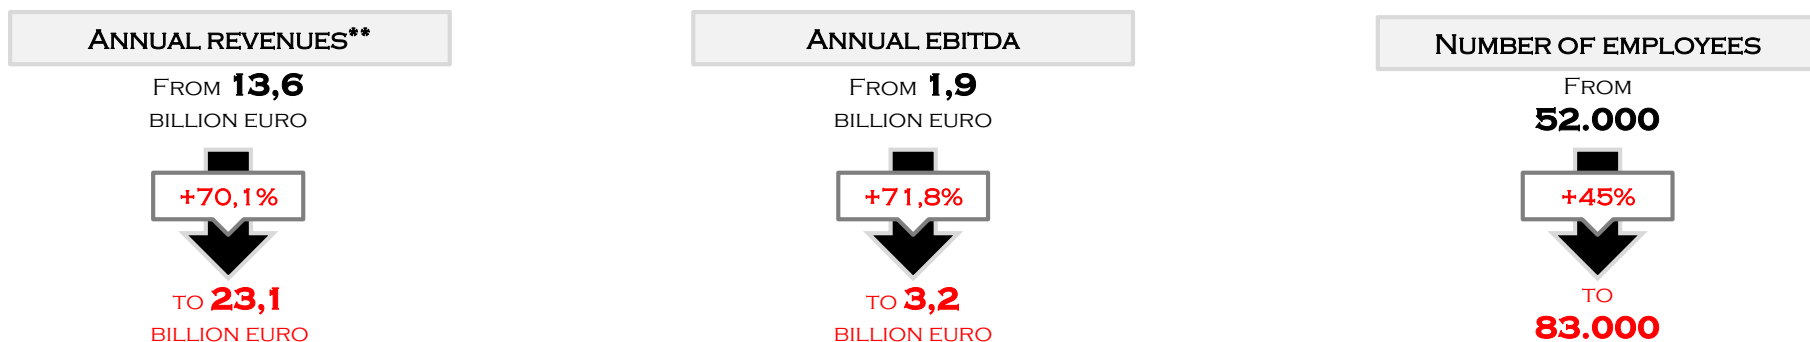 Annual revenues**
From 13,6
billion euro
+70,1%
to 23,1
billion euro
Annual ebitda
From 1,9
billion euro
+71,8%
to 3,2
billion euro
Number of employees
From
52.000
+45%
to
83.000